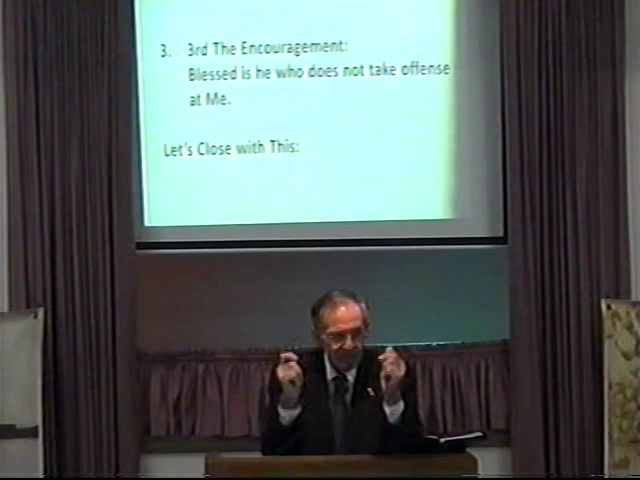 3. 3rd The Encouragement:
Blessed is he who does not take offense
at Me.
Let's Close with This: